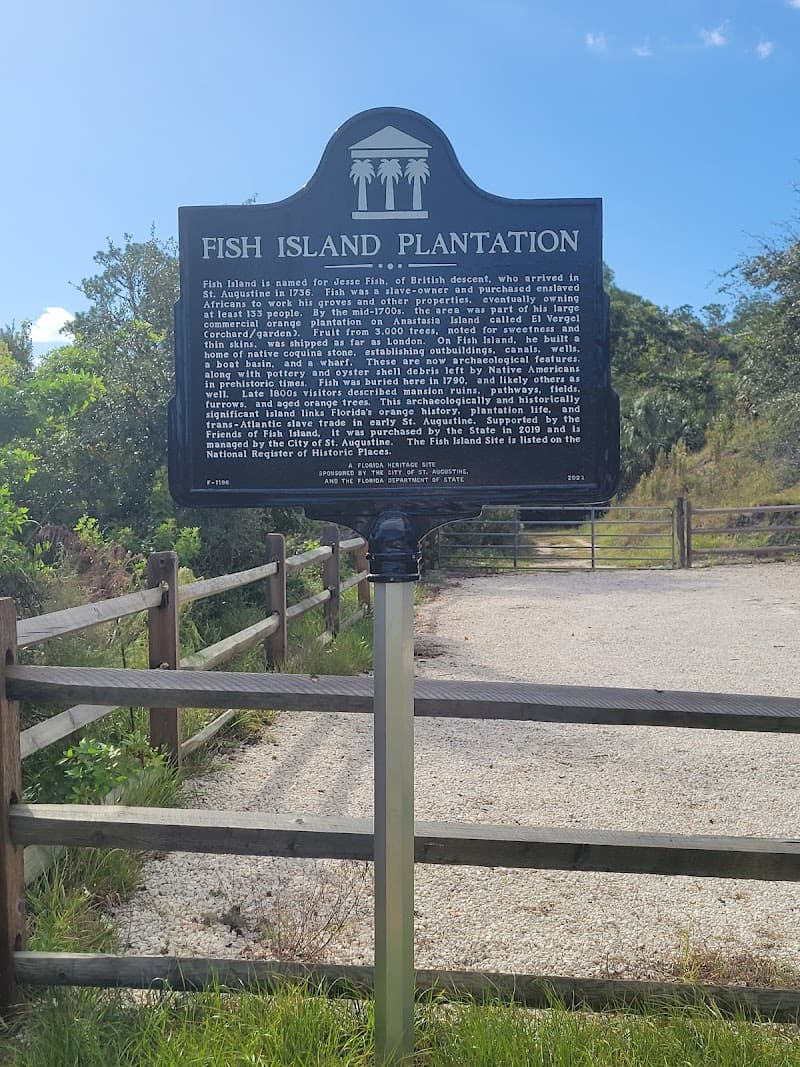 FISH ISLAND PLANTATION
Fish Island is named for Jesse Fish, of British descent, who arrived in
St. Augustine in 1736. Fish was a slave-owner and purchased enslaved
Africans to work his groves and other properties, eventually owning
at least 133 people. By the mid-1700s, the area was part of his large
commercial orange plantation on Anastasia Island called El Vergel
(orchard/garden). Fruit from 3,000 trees, noted for sweetness and
thin skins, was shipped as far as London. On Fish Island, he built a
home of native coquina stone, establishing outbuildings, canals, wells,
a boat basin, and a wharf. These are now archaeological features,
along with pottery and oyster shell debris left by Native Americans
in prehistoric times. Fish was buried here in 1790, and likely others as
well. Late 1800s visitors described mansion ruins, pathways, fields,
furrows, and aged orange trees. This archaeologically and historically
significant island links Florida's orange history, plantation life, and
trans-Atlantic slave trade in early St. Augustine. Supported by the
Friends of Fish Island, it was purchased by the State in 2019 and is
managed by the City of St. Augustine. The Fish Island Site is listed on the
National Register of Historic Places.
A FLORIDA HERITAGE SITE
SPONSORED BY THE CITY OF ST. AUGUSTINE,
AND THE FLORIDA DEPARTMENT OF STATE
F-1196 2021